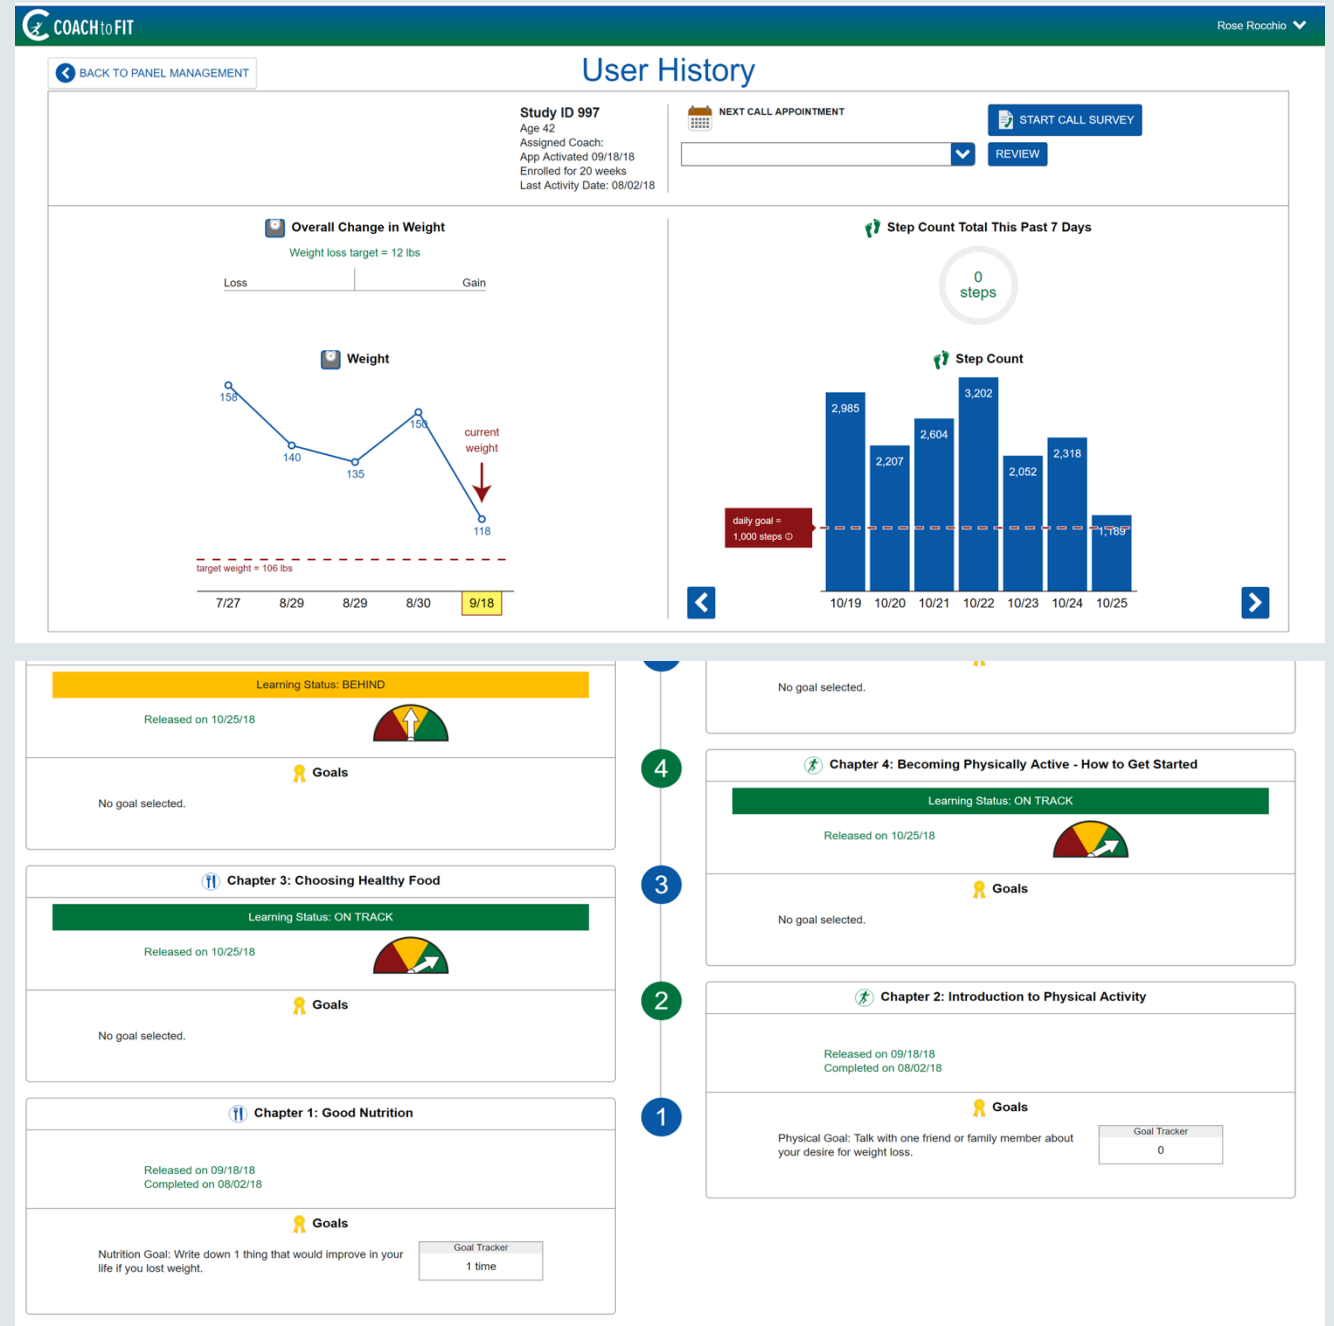 COACHtoFIT
Rose Rocchio
BACK TO PANEL MANAGEMENT
User History
Study ID 997
Age 42
Assigned Coach:
App Activated 09/18/18
Enrolled for 20 weeks
Last Activity Date: 08/02/18
NEXT CALL APPOINTMENT
START CALL SURVEY
REVIEW
Overall Change in Weight
Weight loss target = 12 lbs
Loss
Gain
Weight
158
140
135
150
current
weight
118
target weight = 106 lbs
7/27 8/29 8/29 8/30 9/18
Step Count Total This Past 7 Days
0
steps
Step Count
2,985
2,207
2,604
3,202
2,052
2,318
1,189
daily goal =
1,000 steps
10/19 10/20 10/21 10/22 10/23 10/24 10/25
Learning Status: BEHIND
Released on 10/25/18
Goals
No goal selected.
No goal selected.
4
Chapter 4: Becoming Physically Active - How to Get Started
Learning Status: ON TRACK
Released on 10/25/18
Goals
No goal selected.
Chapter 3: Choosing Healthy Food
3
Learning Status: ON TRACK
Released on 10/25/18
Goals
No goal selected.
2
Chapter 2: Introduction to Physical Activity
Released on 09/18/18
Completed on 08/02/18
Goals
Physical Goal: Talk with one friend or family member about
your desire for weight loss.
Goal Tracker
0
Chapter 1: Good Nutrition
1
Released on 09/18/18
Completed on 08/02/18
Goals
Nutrition Goal: Write down 1 thing that would improve in your
life if you lost weight.
Goal Tracker
1 time